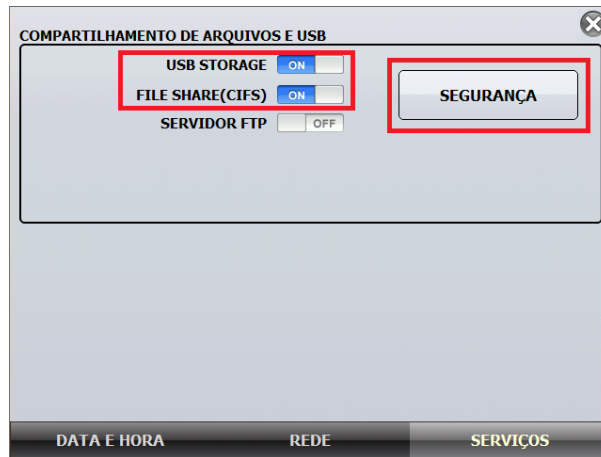 COMPARTILHAMENTO DE ARQUIVOS E USB
USB STORAGE ON
FILE SHARE(CIFS) ON
SERVIDOR FTP OFF
SEGURANÇA
DATA E HORA REDE SERVIÇOS